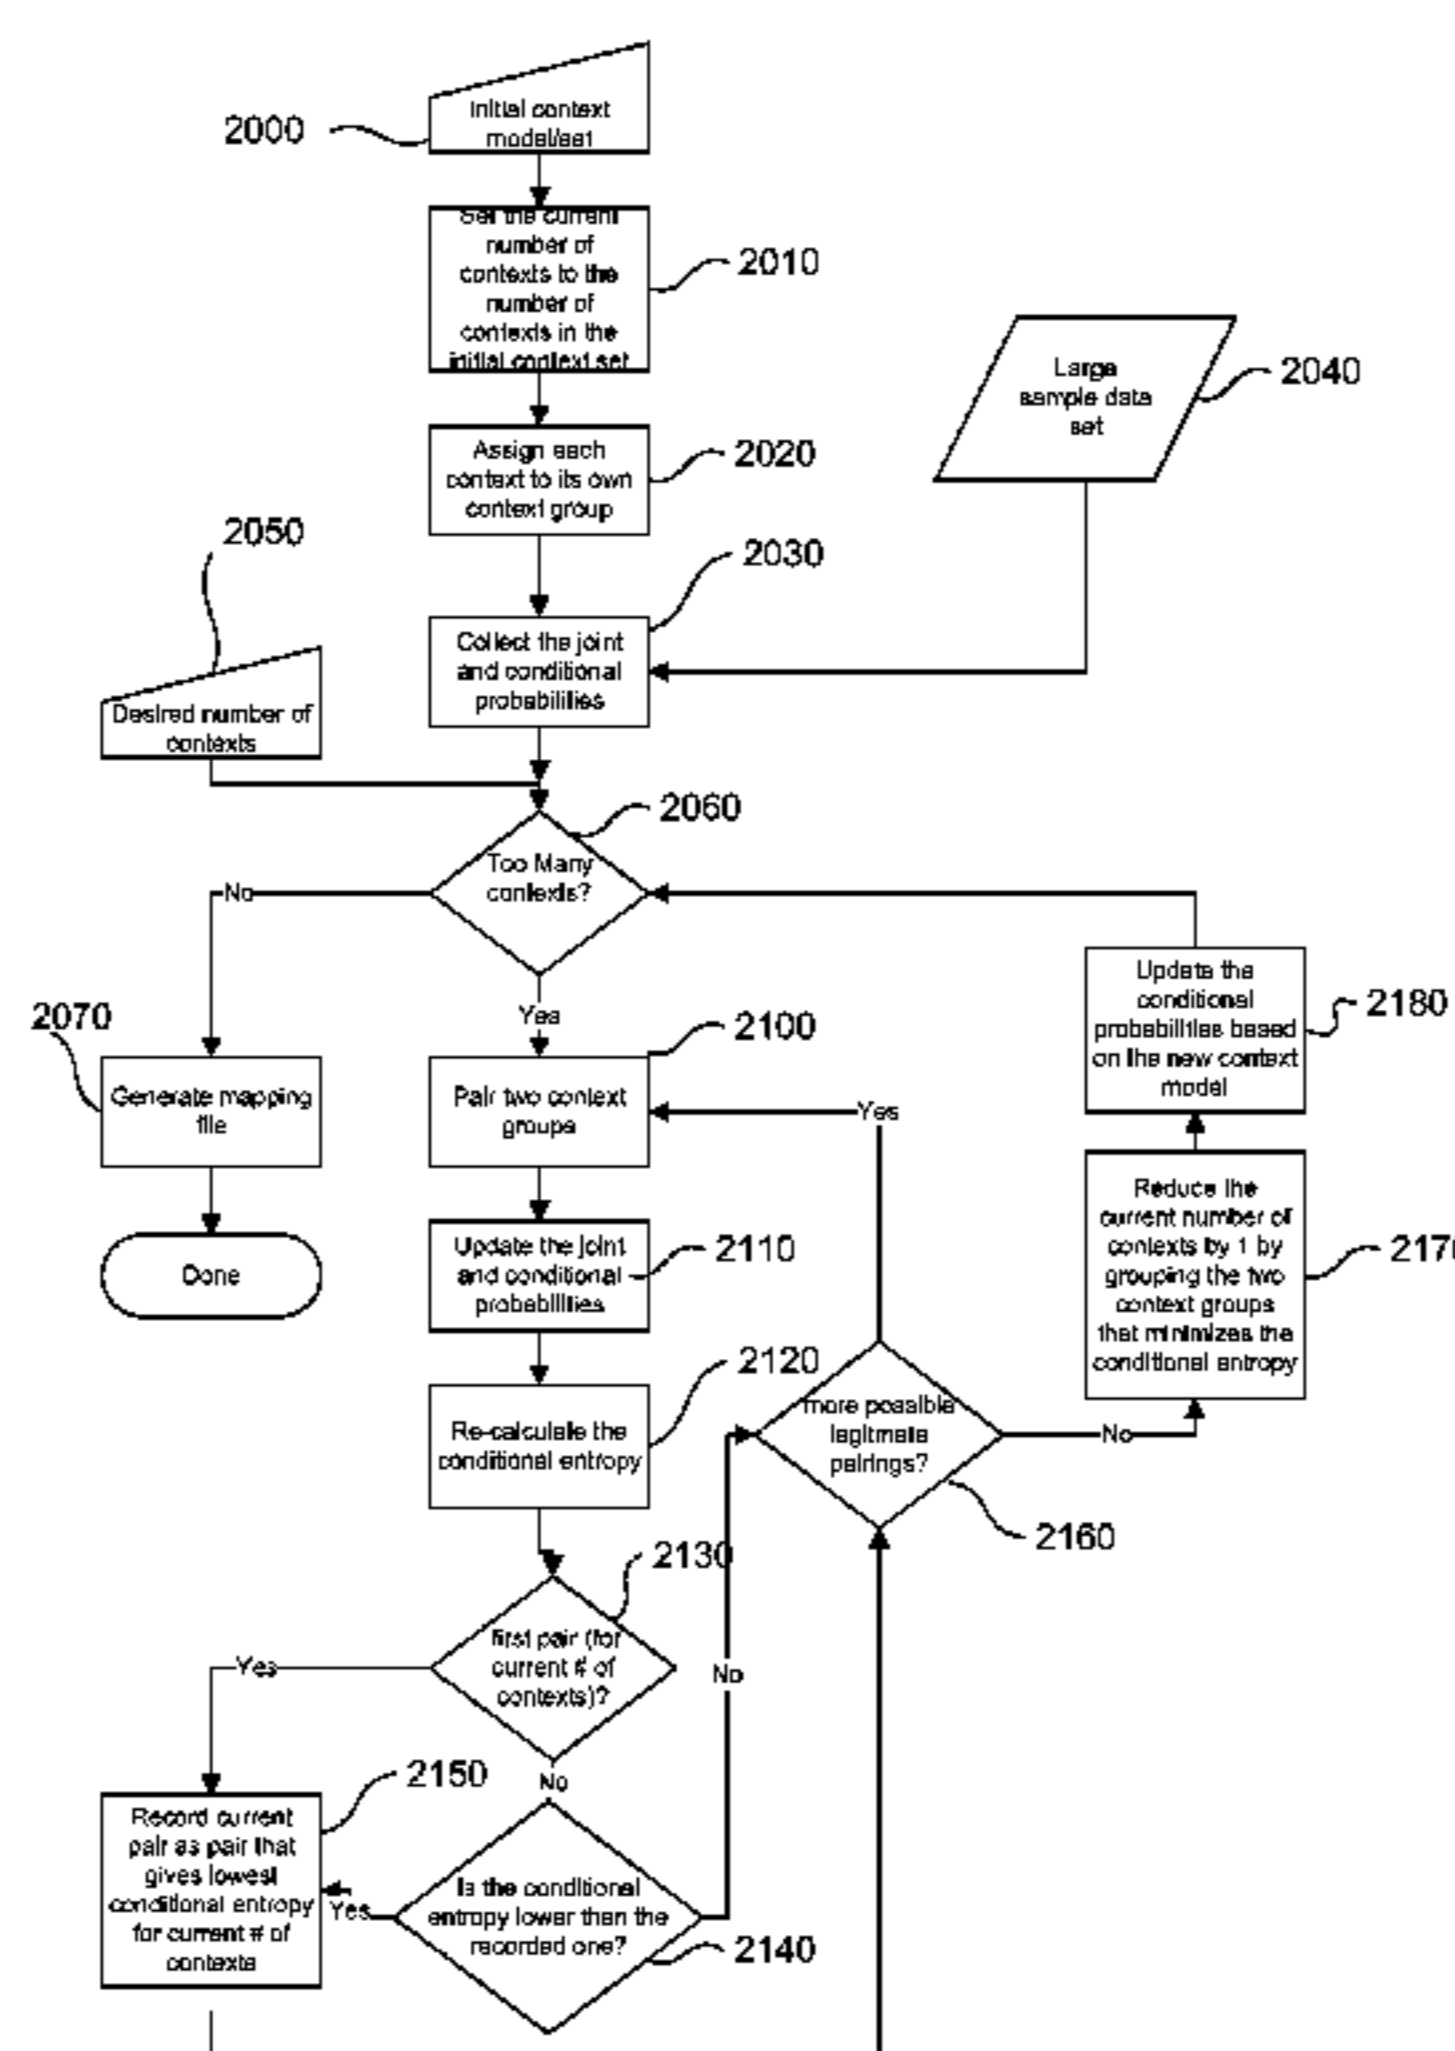 Initial context
model/set
2000
Set the current
number of
contexts to the
number of
contexts in the
initial context set
2010
Large
sample data
set
2040
Assign each
context to its own
context group
2020
2050
2030
Collect the joint
and conditional
probabilities
Desired number of
contexts
2060
Too Many
contexts?
No
Yes
Update the
conditional
probabilities based
on the new context
model
2180
2070
2100
Generate mapping
file
Pair two context
groups
Yes
Reduce the
current number of
contexts by 1 by
grouping the two
context groups
that minimizes the
conditional entropy
Done
Update the joint
and conditional
probabilities
2110
2120
Re-calculate the
conditional entropy
more possible
legitmate
pairings?
No
2160
2130
first pair (for
current # of
contexts)?
Yes
No
No
2150
Record current
pair as pair that
gives lowest
conditional entropy
for current # of
contexts
Yes
Is the conditional
entropy lower than the
recorded one?
2140